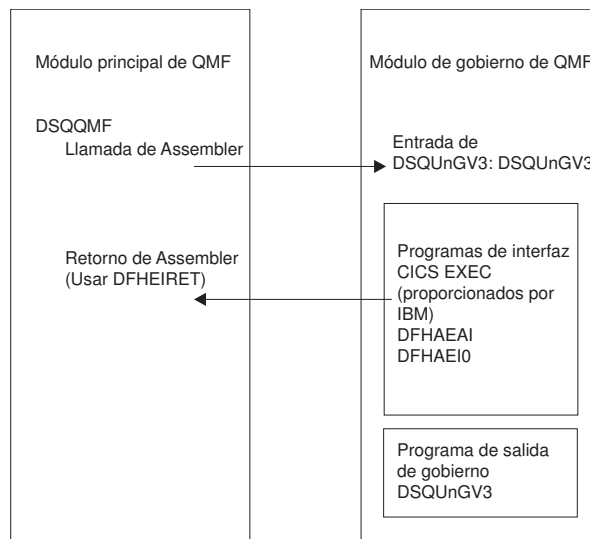 Módulo principal de QMF
DSQQMF
Llamada de Assembler
Retorno de Assembler
(Usar DFHEIRET)
Módulo de gobierno de QMF
Entrada de
DSQUnGV3: DSQUnGV3
Programas de interfaz
CICS EXEC
(proporcionados por
IBM)
DFHAEAI
DFHAEI0
Programa de salida
de gobierno
DSQUnGV3